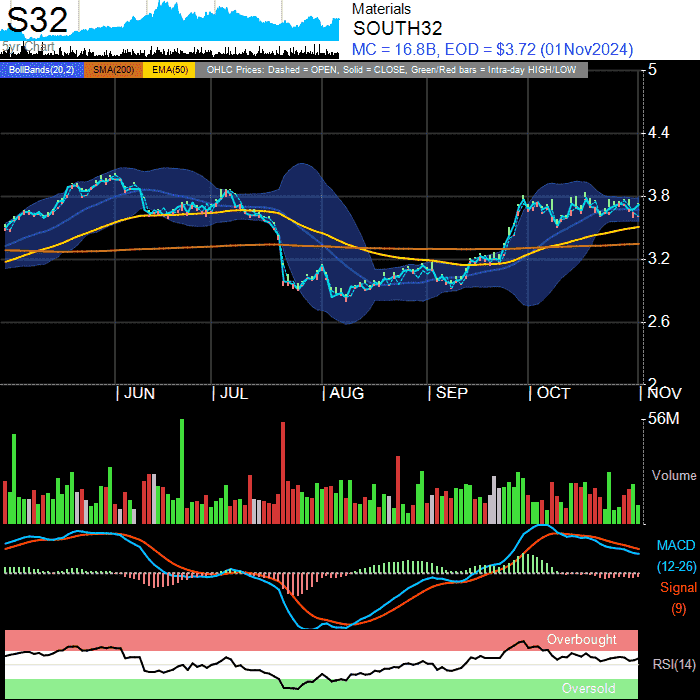 S32
5yr Chart
Materials
SOUTH32
MC = 16.8B, EOD = $3.72 (01Nov2024)
BollBands(20,2) SMA(200) EMA(50) OHLC Prices: Dashed = OPEN, Solid = CLOSE, Green/Red bars = Intra-day HIGH/LOW
5
4.4
3.8
3.2
2.6
2
| JUN | JUL | AUG | SEP | OCT | NOV
56M
Volume
MACD
(12-26)
Signal
(9)
Overbought
RSI(14)
Oversold